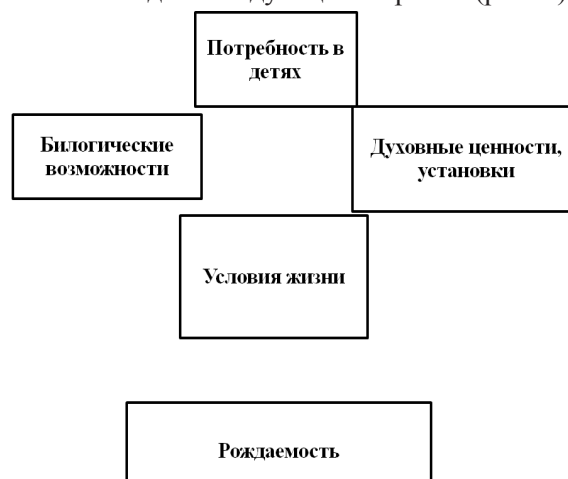 Потребность в
детях
Билогические
возможности
Духовные ценности,
установки
Условия жизни
Рождаемость